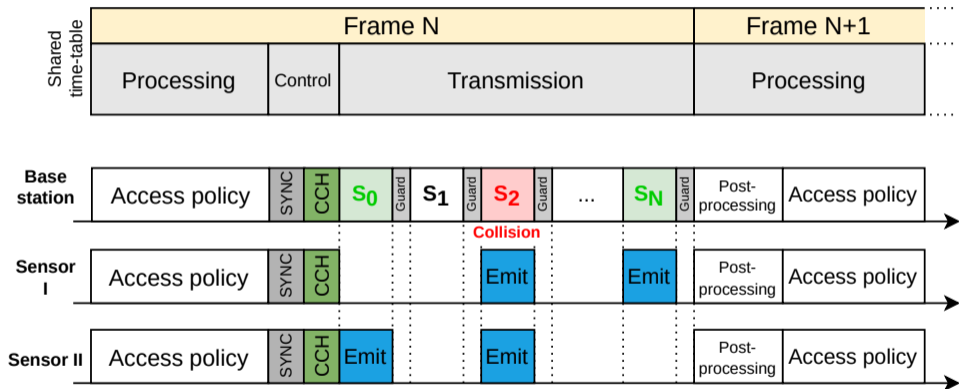 Shared
time-table
Frame N
Frame N+1
Processing
Control
Transmission
Processing
Base
station
Access policy
SYNC
CCH
S0
Guard
S1
Guard
S2
Guard
...
SN
Guard
Post-
processing
Access policy
Collision
Sensor
I
Access policy
SYNC
CCH
Emit
Emit
Post-
processing
Access policy
Sensor II
Access policy
SYNC
CCH
Emit
Emit
Post-
processing
Access policy